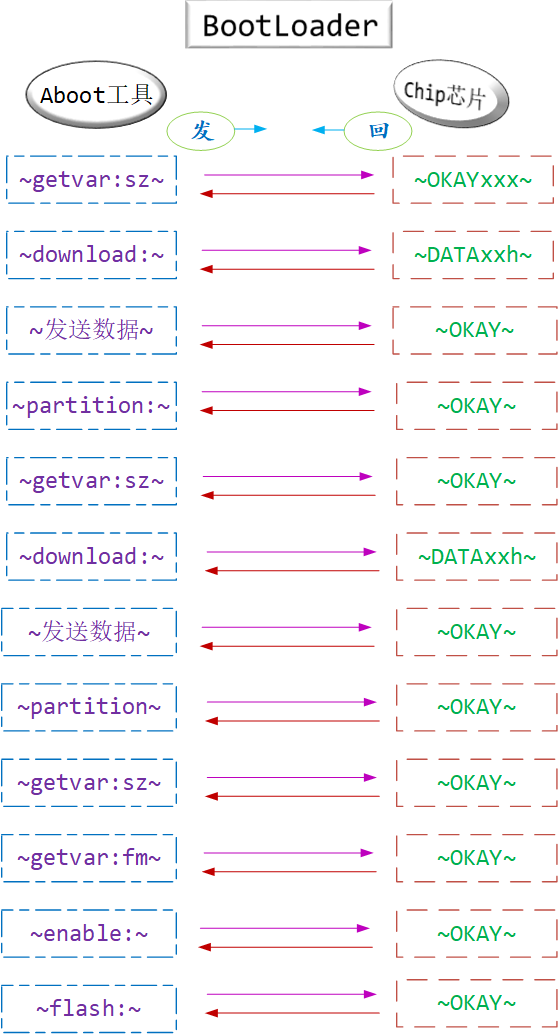 BootLoader
Aboot工具
Chip芯片
发
回
~getvar:sz~
~OKAYxxx~
~download:~
~DATAxxh~
~发送数据~
~OKAY~
~partition:~
~OKAY~
~getvar:sz~
~OKAY~
~download:~
~DATAxxh~
~发送数据~
~OKAY~
~partition~
~OKAY~
~getvar:sz~
~OKAY~
~getvar:fm~
~OKAY~
~enable:~
~OKAY~
~flash:~
~OKAY~